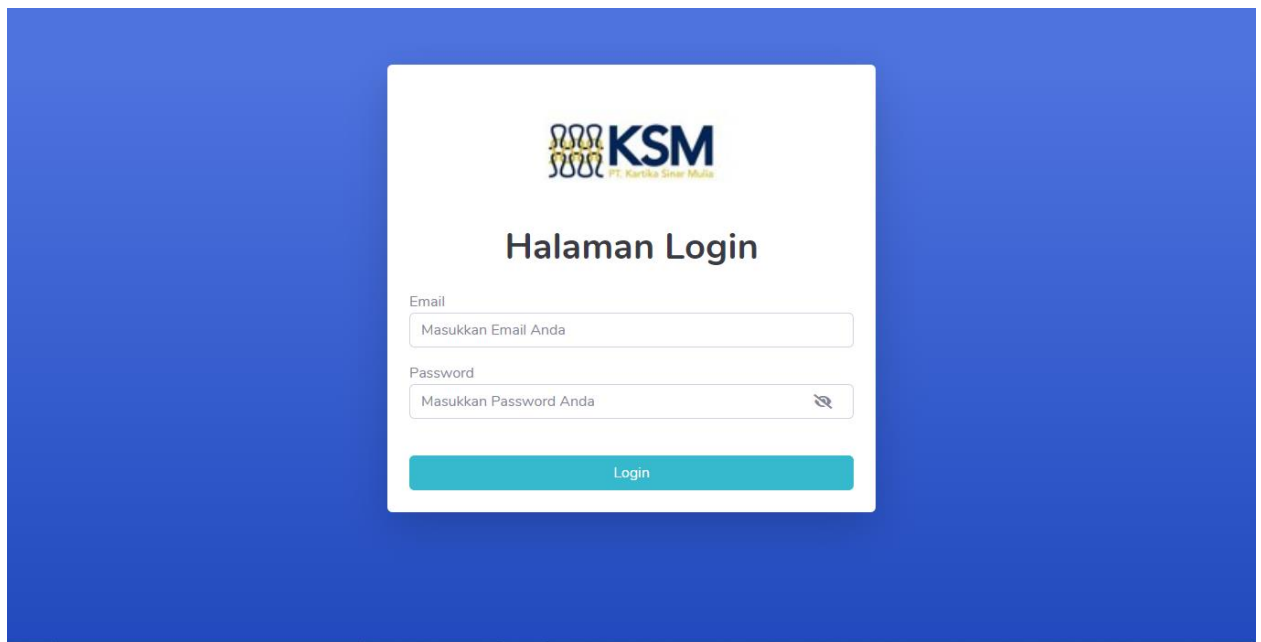 KSM
PT. Kartika Sinar Mulia
Halaman Login
Email
Masukkan Email Anda
Password
Masukkan Password Anda
Login